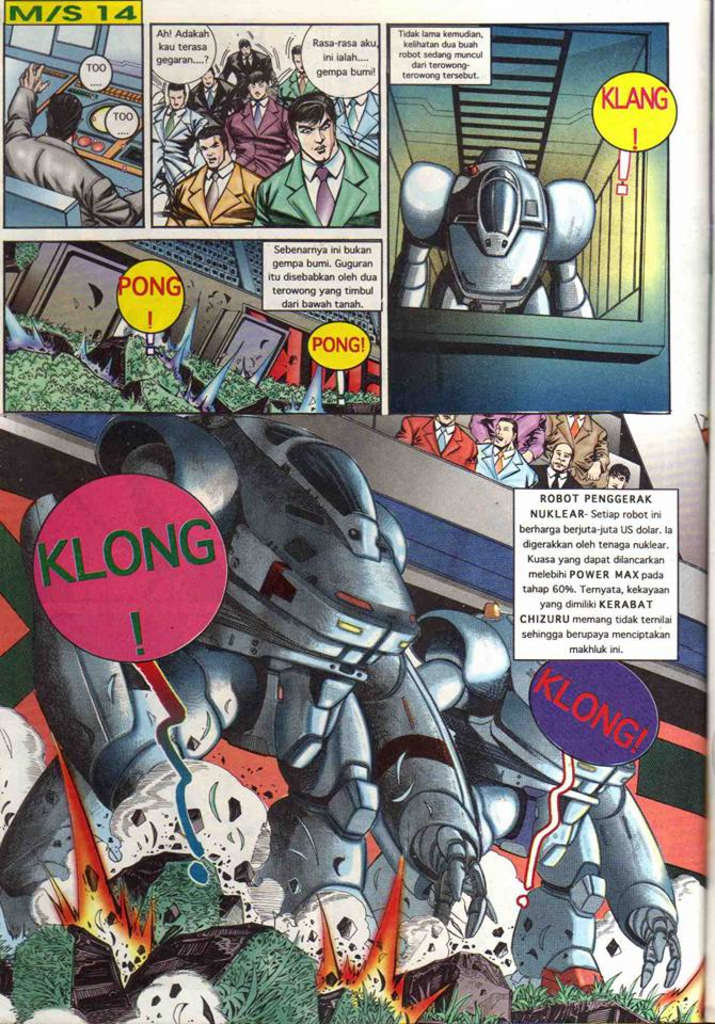 M/S 14
TOO
....
TOO
....
Ah! Adakah
kau terasa
gegaran....?
Rasa-rasa aku,
ini ialah....
gempa bumi!
Tidak lama kemudian,
kelihatan dua buah
robot sedang muncul
dari terowong-
terowong tersebut.
KLANG
!
Sebenarnya ini bukan
gempa bumi. Guguran
itu disebabkan oleh dua
terowong yang timbul
dari bawah tanah.
PONG
!
PONG!
KLONG
!
ROBOT PENGGERAK
NUKLEAR- Setiap robot ini
berharga berjuta-juta US dolar. Ia
digerakkan oleh tenaga nuklear.
Kuasa yang dapat dilancarkan
melebihi POWER MAX pada
tahap 60%. Ternyata, kekayaan
yang dimiliki KERABAT
CHIZURU memang tidak ternilai
sehingga berupaya menciptakan
makhluk ini.
KLONG!